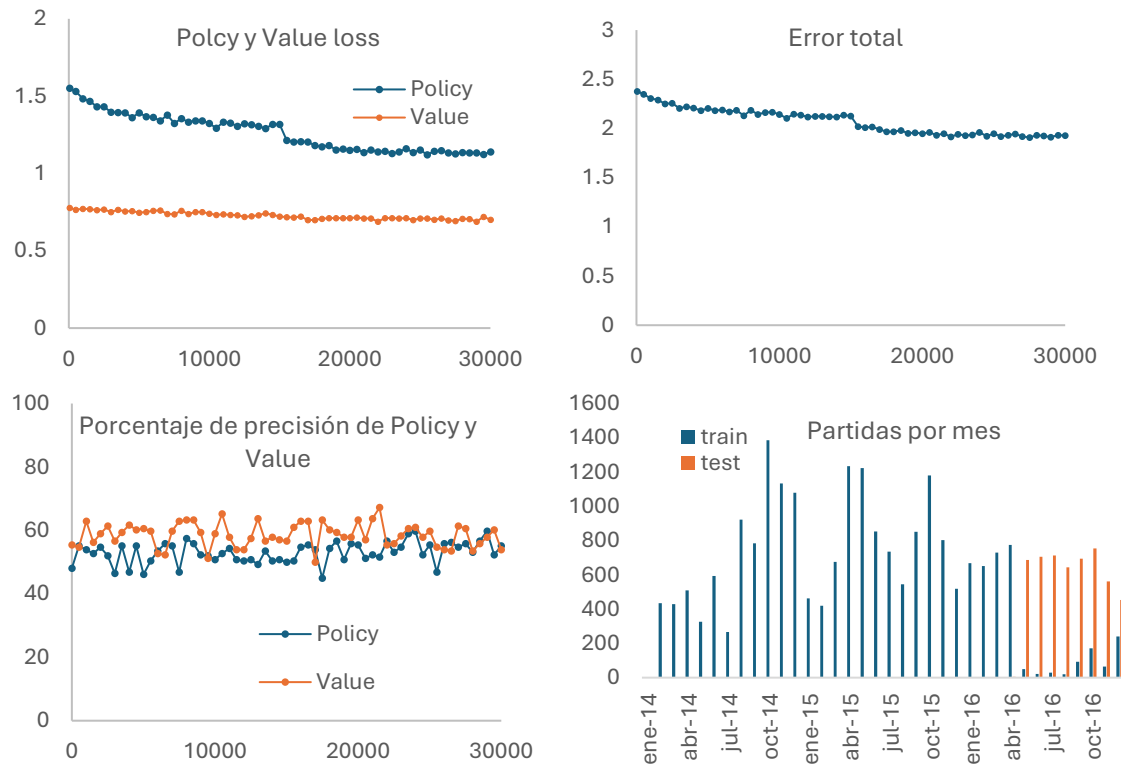 Polcy y Value loss
2
1.5
1
0.5
0
Policy
Value
0 10000 20000 30000
Error total
3
2.5
2
1.5
1
0.5
0
0 10000 20000 30000
Porcentaje de precisión de Policy y
Value
100
80
60
40
20
0
Policy
Value
0 10000 20000 30000
Partidas por mes
train
test
1600
1400
1200
1000
800
600
400
200
0
ene-14
abr-14
jul-14
oct-14
ene-15
abr-15
jul-15
oct-15
ene-16
abr-16
jul-16
oct-16